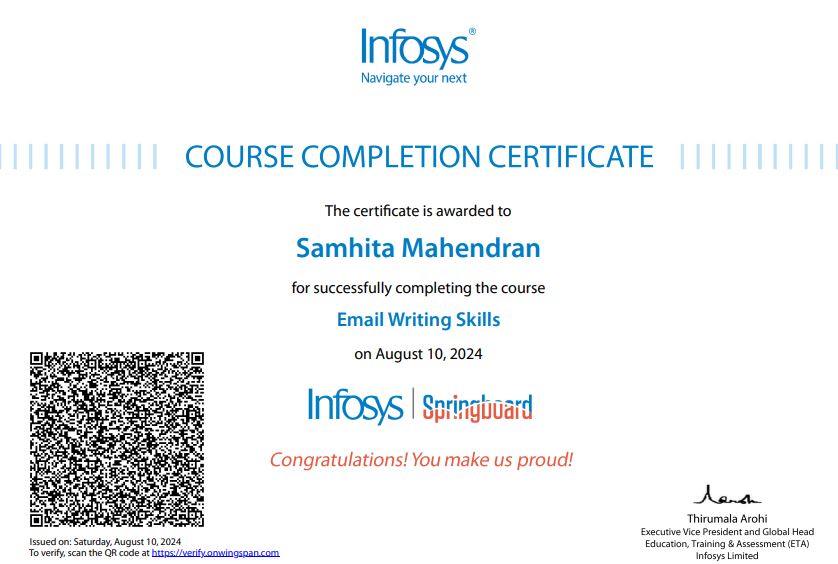 Infosys®
Navigate your next
COURSE COMPLETION CERTIFICATE
The certificate is awarded to
Samhita Mahendran
for successfully completing the course
Email Writing Skills
on August 10, 2024
Infosys | Springboard
Congratulations! You make us proud!
Issued on: Saturday, August 10, 2024
To verify, scan the QR code at https://verify.onwingspan.com
Thirumala Arohi
Executive Vice President and Global Head
Education, Training & Assessment (ETA)
Infosys Limited